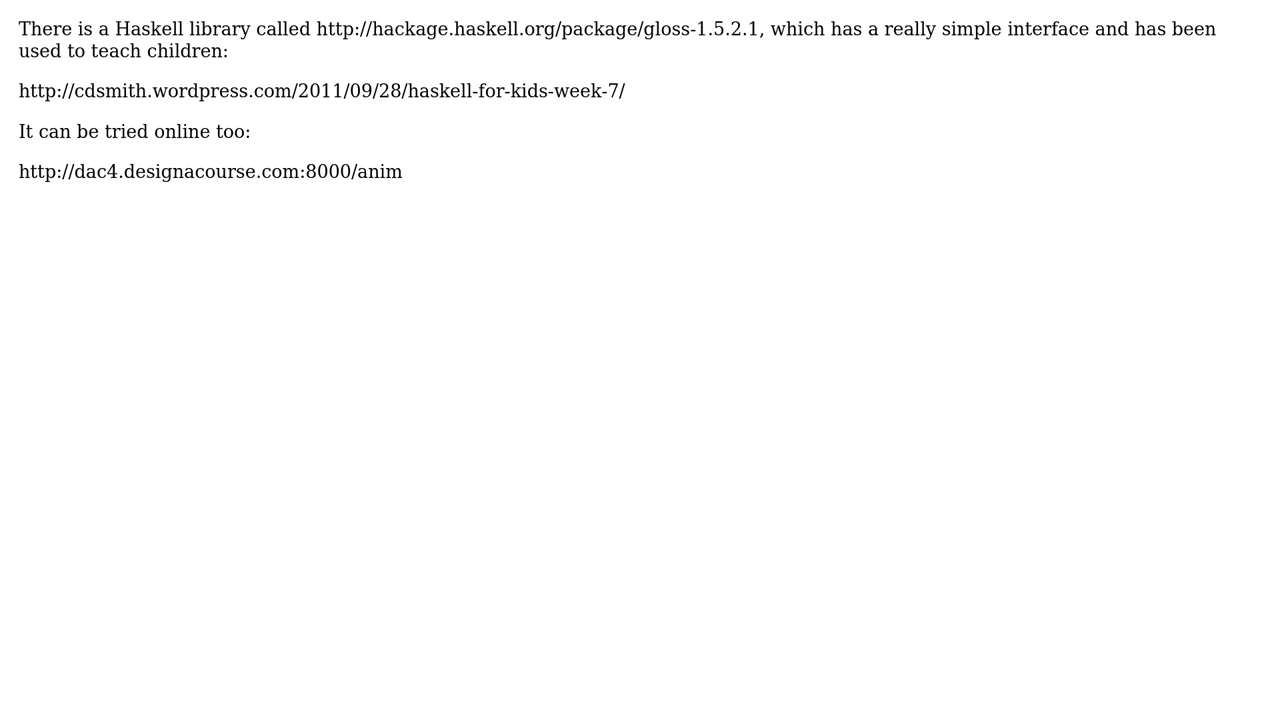 There is a Haskell library called http://hackage.haskell.org/package/gloss-1.5.2.1, which has a really simple interface and has been
used to teach children:
http://cdsmith.wordpress.com/2011/09/28/haskell-for-kids-week-7/
It can be tried online too:
http://dac4.designacourse.com:8000/anim